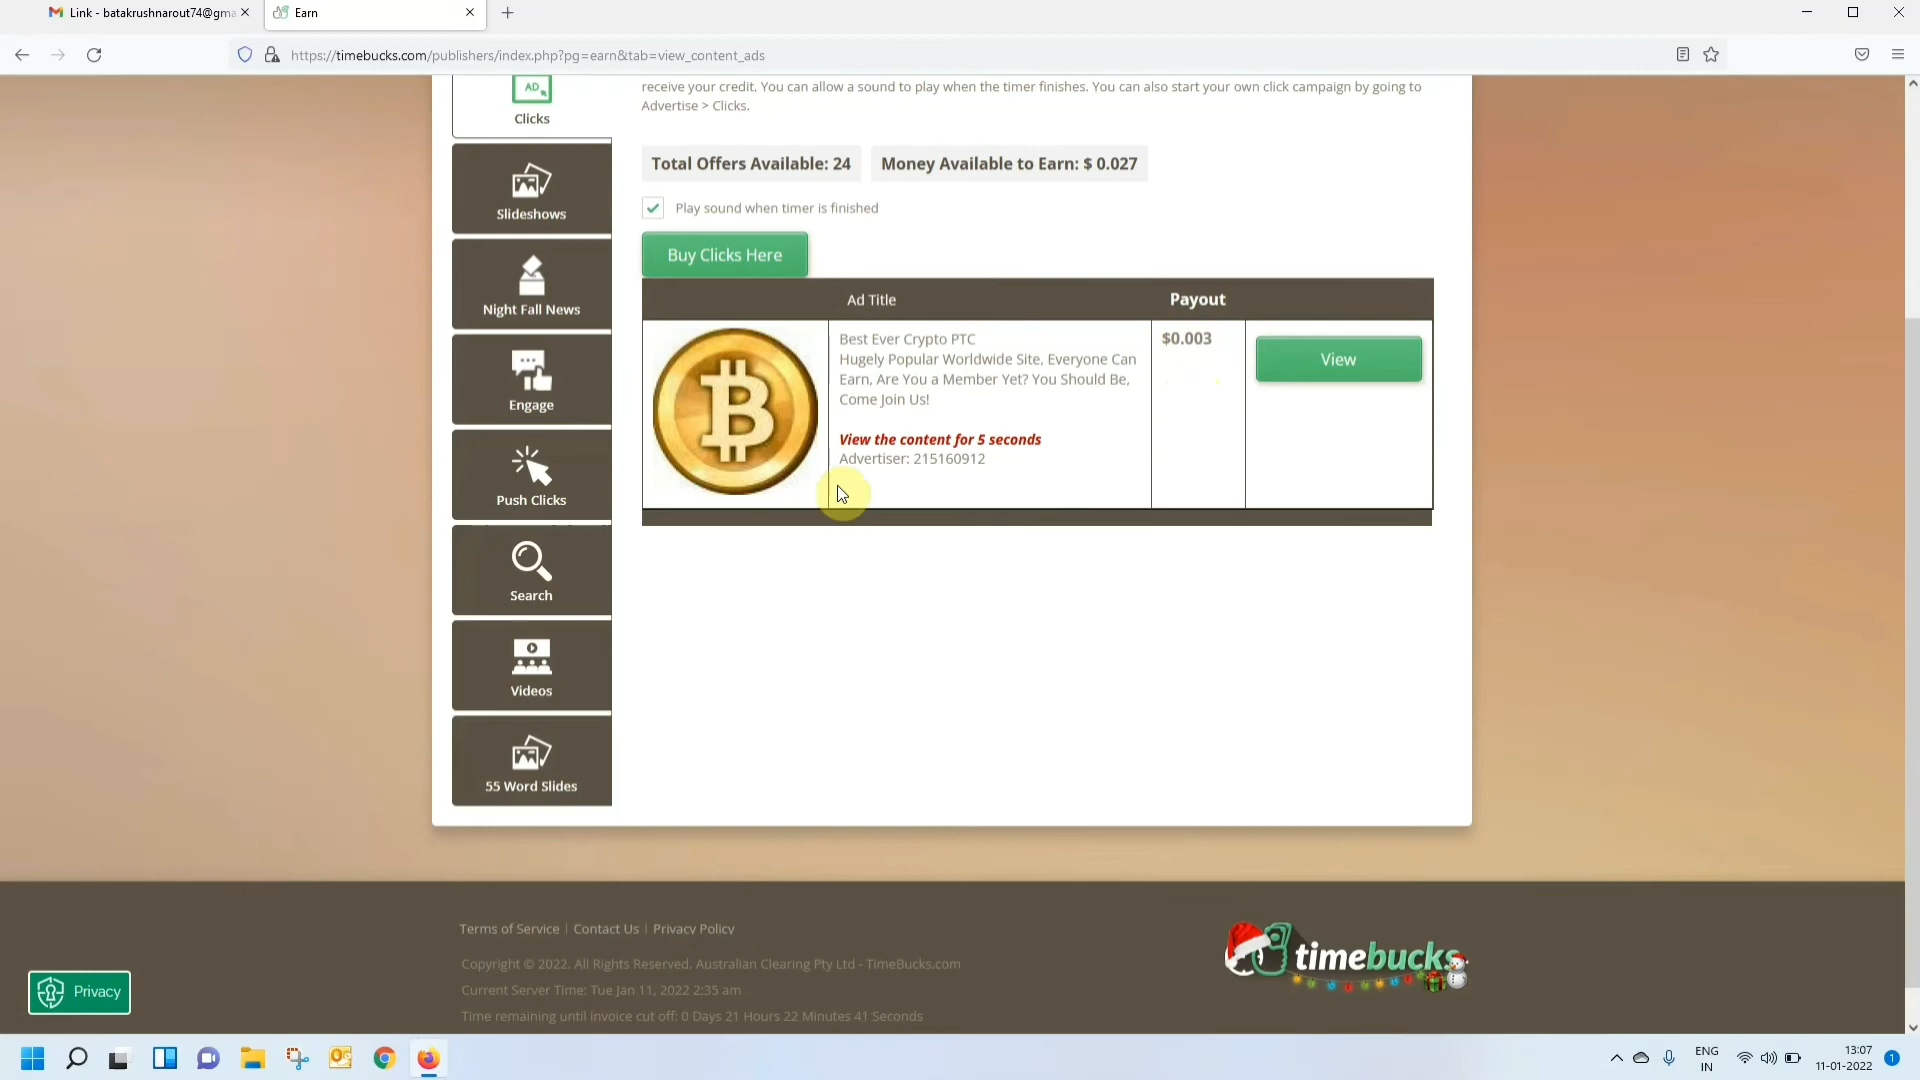 Link - batakrushnarout74@gma
Earn
https://timebucks.com/publishers/index.php?pg=earn&tab=view_content_ads
receive your credit. You can allow a sound to play when the timer finishes. You can also start your own click campaign by going to
Advertise > Clicks.
AD
Clicks
Slideshows
Night Fall News
Engage
Push Clicks
Search
Videos
55 Word Slides
Total Offers Available: 24
Money Available to Earn: $ 0.027
Play sound when timer is finished
Buy Clicks Here
Ad Title
Payout
Best Ever Crypto PTC
Hugely Popular Worldwide Site, Everyone Can
Earn, Are You a Member Yet? You Should Be,
Come Join Us!
View the content for 5 seconds
Advertiser: 215160912
$0.003
View
Terms of Service | Contact Us | Privacy Policy
Copyright © 2022. All Rights Reserved. Australian Clearing Pty Ltd - TimeBucks.com
Current Server Time: Tue Jan 11, 2022 2:35 am
Time remaining until invoice cut off: 0 Days 21 Hours 22 Minutes 41 Seconds
timebucks
Privacy
ENG
IN
13:07
11-01-2022
1